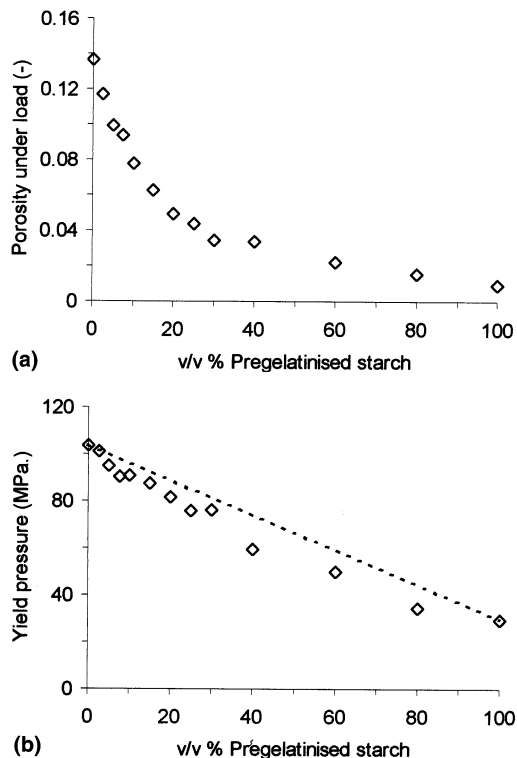 0.16
0.12
0.08
0.04
0
Porosity under load (-)
0 20 40 60 80 100
v/v % Pregelatinised starch
(a)
120
80
40
0
Yield pressure (MPa.)
0 20 40 60 80 100
v/v % Pregelatinised starch
(b)